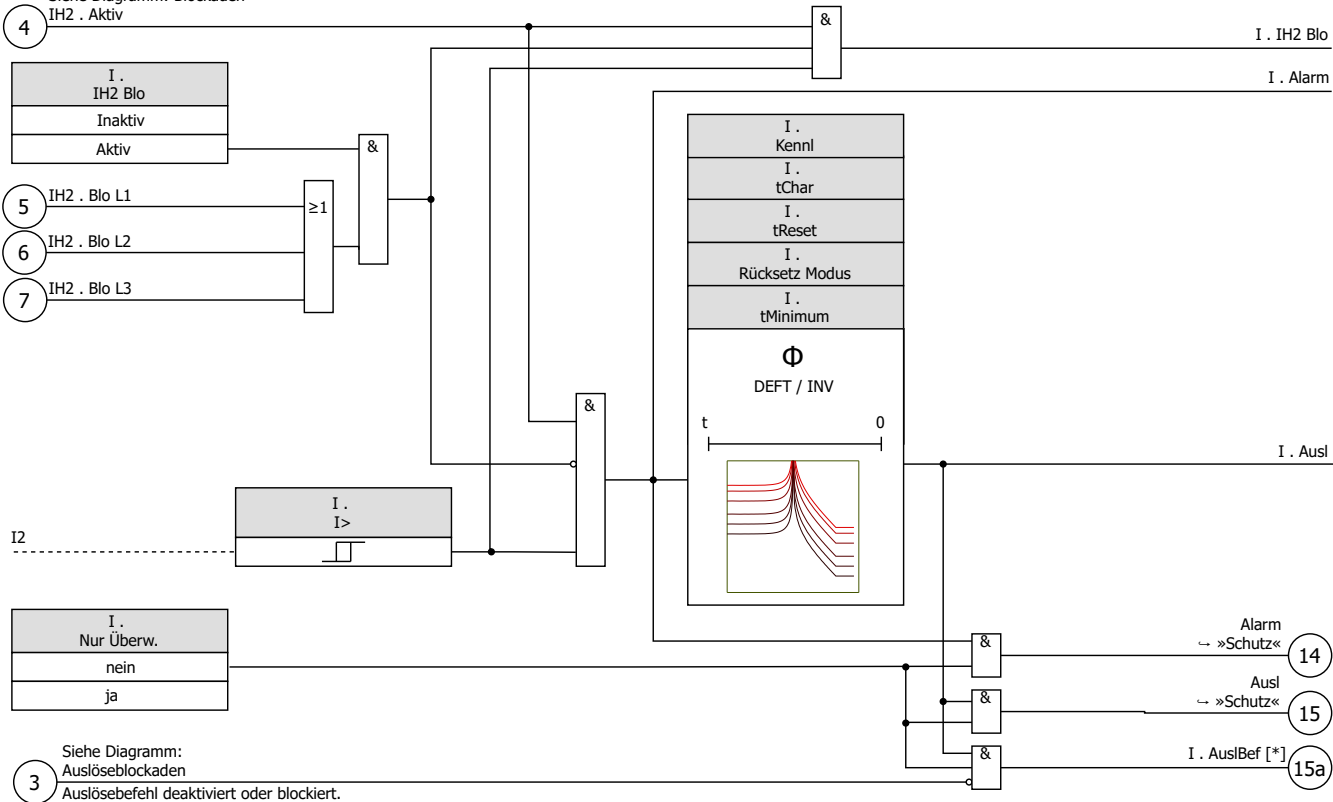 Siehe Diagramm: Blockaden
4
IH2 . Aktiv
&
I . IH2 Blo
I .
IH2 Blo
Inaktiv
Aktiv
I . Alarm
&
I .
Kennl
I .
tChar
I .
tReset
I .
Rücksetz Modus
I .
tMinimum
5
IH2 . Blo L1
≥1
6
IH2 . Blo L2
7
IH2 . Blo L3
Φ
DEFT / INV
t 0
&
I . Ausl
I .
I>
I2
I .
Nur Überw.
nein
ja
&
Alarm
↪ »Schutz«
14
&
Ausl
↪ »Schutz«
15
&
I . AuslBef [*]
15a
3
Siehe Diagramm:
Auslöseblockaden
Auslösebefehl deaktiviert oder blockiert.